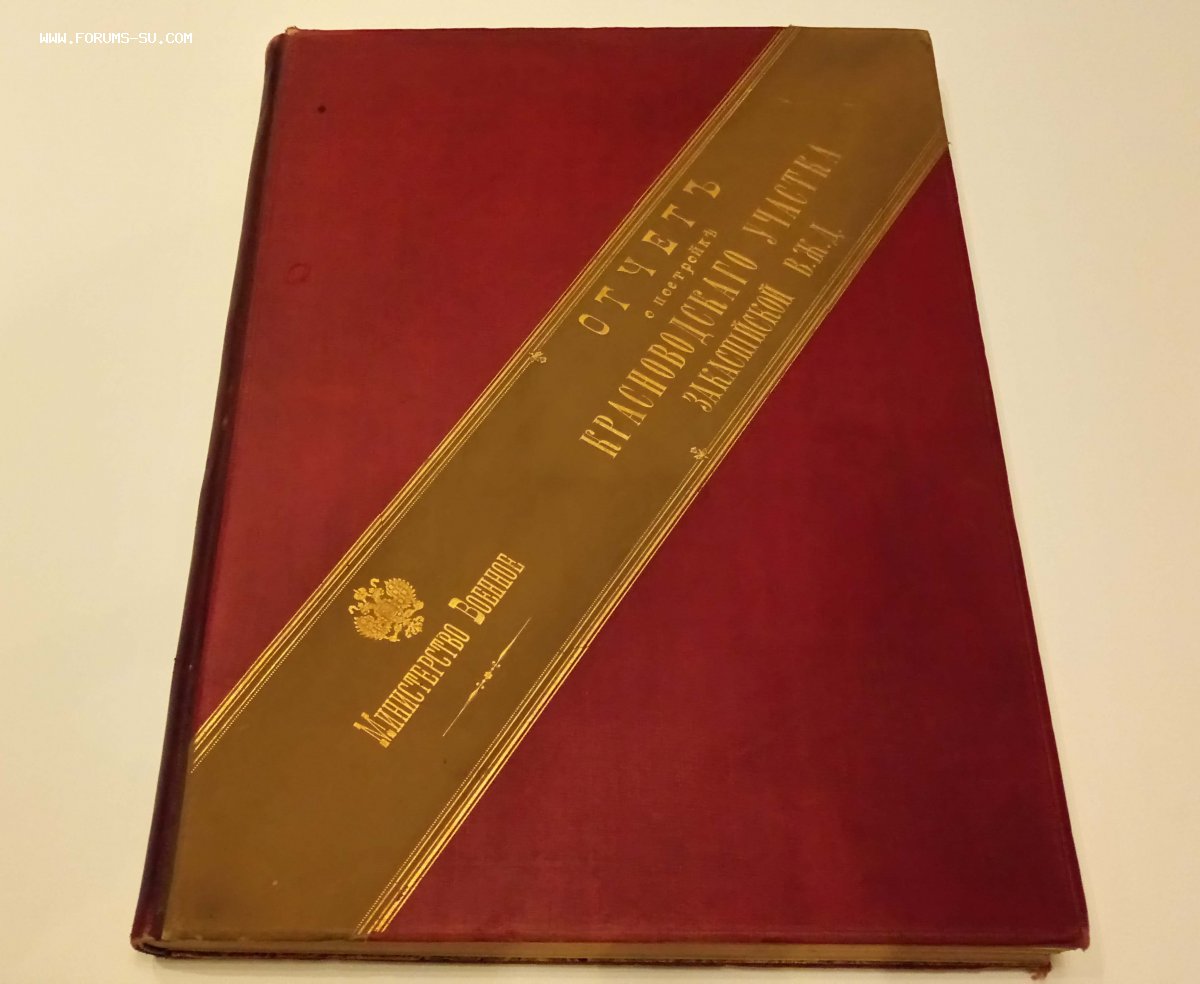 WWW.FORUMS-SU.COM
ОТЧЕТЪ
о постройкѣ
КРАСНОВОДСКАГО УЧАСТКА
ЗАКАСПІЙСКОЙ В.Ж.Д.
МИНИСТЕРСТВО ВОЕННОЕ